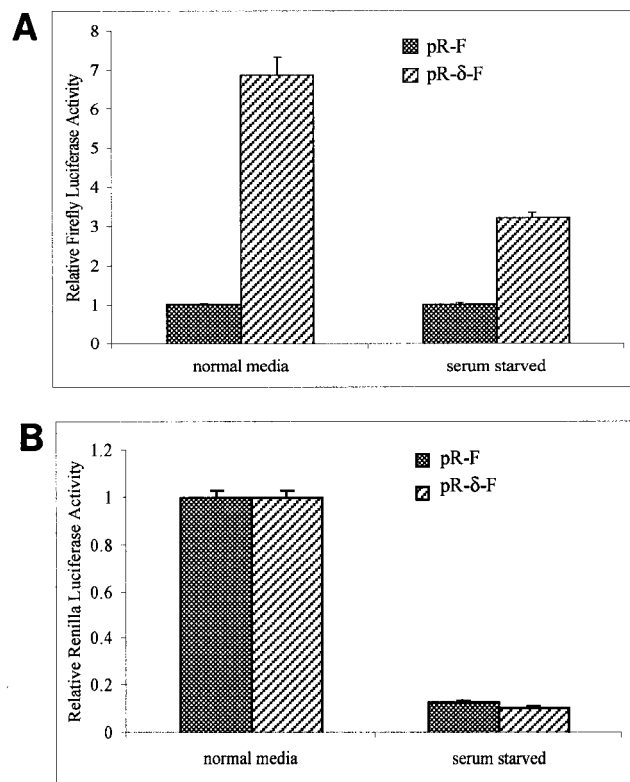 A
Relative Firefly Luciferase Activity
8
7
6
5
4
3
2
1
0
pR-F
pR-δ-F
normal media serum starved
B
Relative Renilla Luciferase Activity
1.2
1
0.8
0.6
0.4
0.2
0
pR-F
pR-δ-F
normal media serum starved